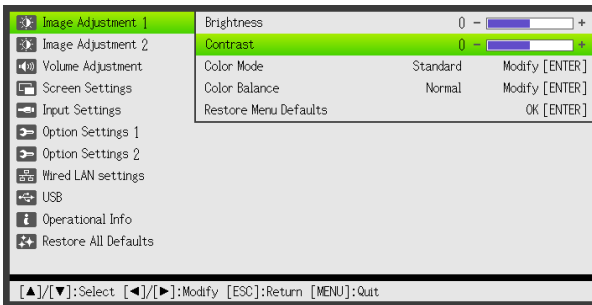 Image Adjustment 1
Image Adjustment 2
Volume Adjustment
Screen Settings
Input Settings
Option Settings 1
Option Settings 2
Wired LAN settings
USB
Operational Info
Restore All Defaults
Brightness 0 - +
Contrast 0 - +
Color Mode Standard Modify [ENTER]
Color Balance Normal Modify [ENTER]
Restore Menu Defaults OK [ENTER]
[▲]/[▼]:Select [◀]/[▶]:Modify [ESC]:Return [MENU]:Quit